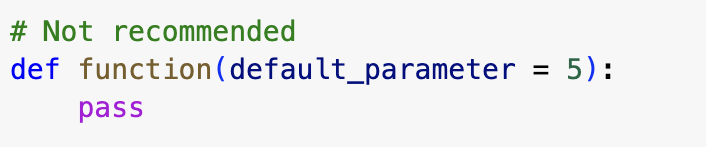 # Not recommended
def function(default_parameter = 5):
    pass